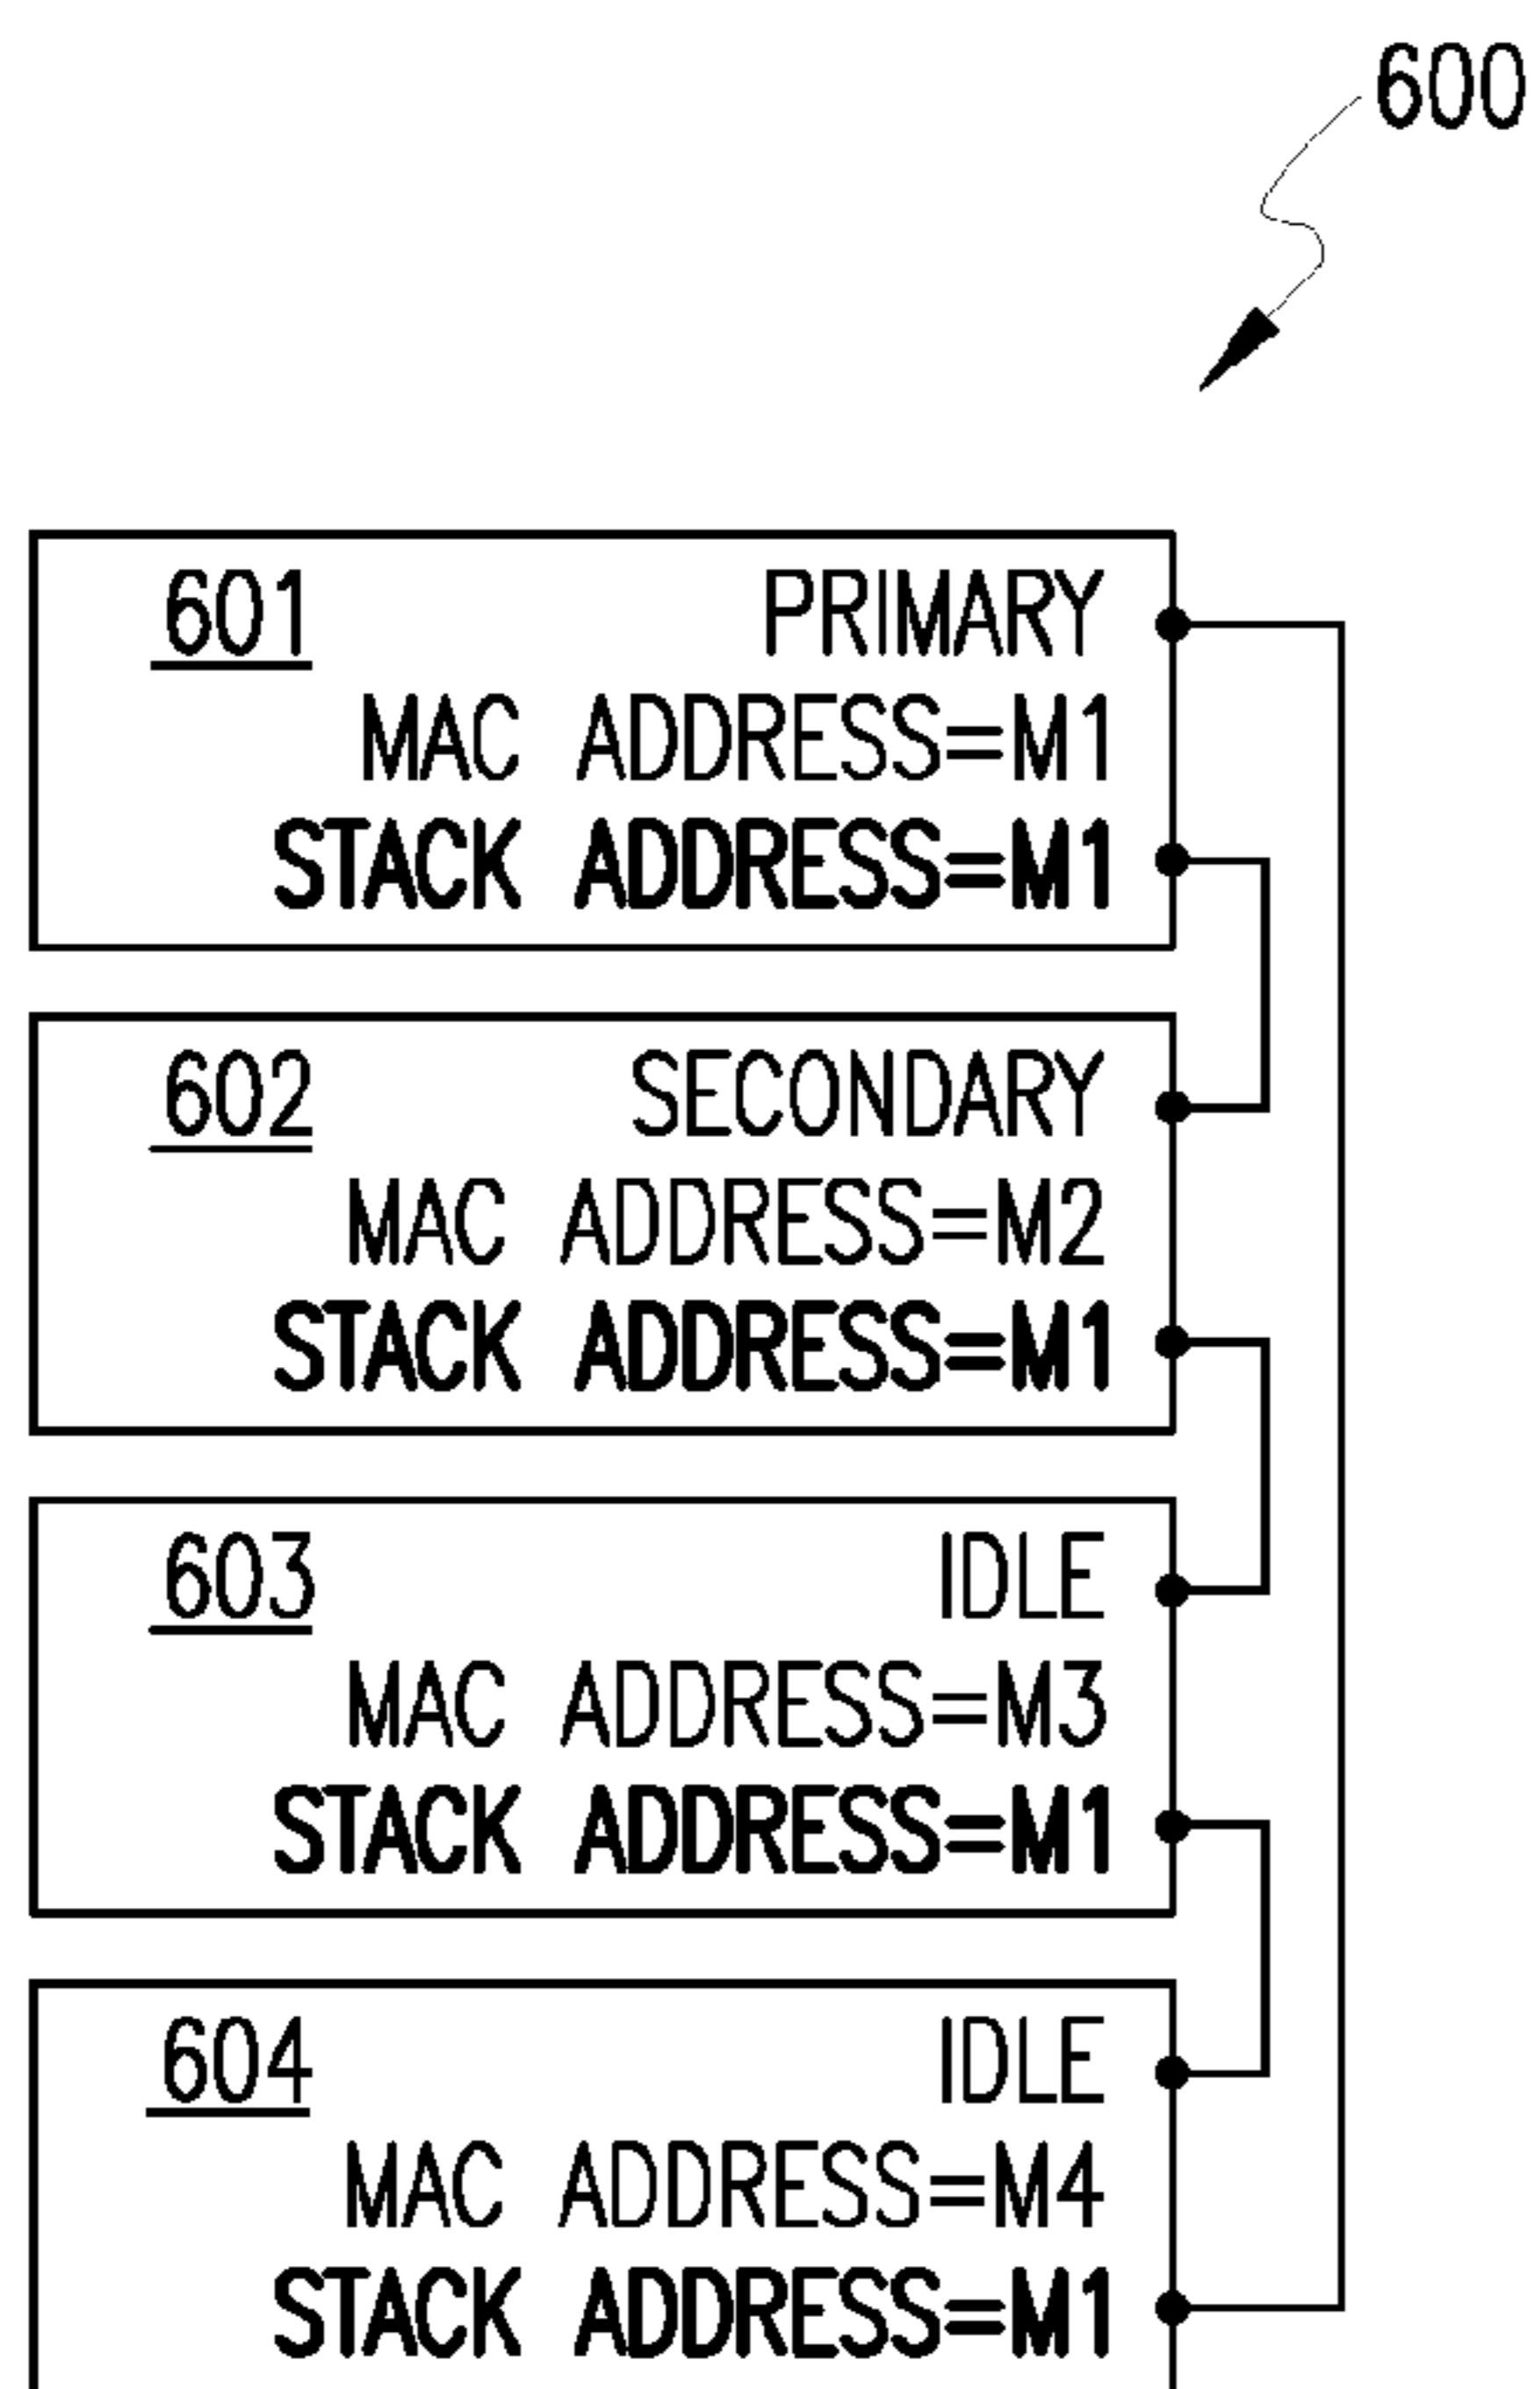 600
601 PRIMARY
MAC ADDRESS=M1
STACK ADDRESS=M1
602 SECONDARY
MAC ADDRESS=M2
STACK ADDRESS=M1
603 IDLE
MAC ADDRESS=M3
STACK ADDRESS=M1
604 IDLE
MAC ADDRESS=M4
STACK ADDRESS=M1